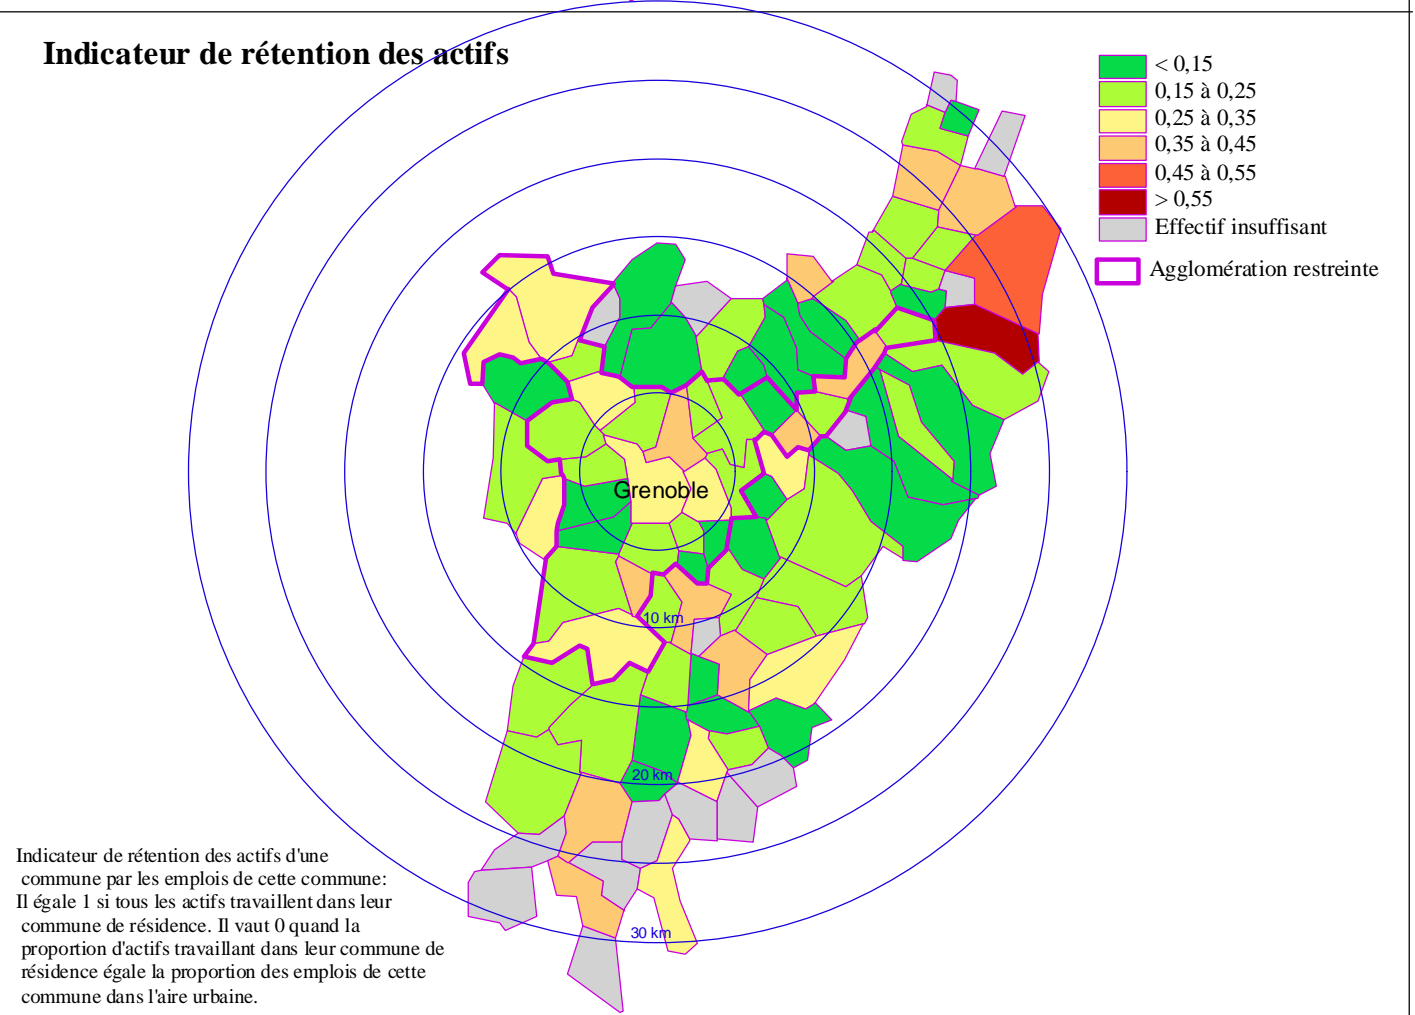 Indicateur de rétention des actifs
< 0,15
0,15 à 0,25
0,25 à 0,35
0,35 à 0,45
0,45 à 0,55
> 0,55
Effectif insuffisant
Agglomération restreinte
Grenoble
10 km
20 km
30 km
Indicateur de rétention des actifs d'une
commune par les emplois de cette commune:
Il égale 1 si tous les actifs travaillent dans leur
commune de résidence. Il vaut 0 quand la
proportion d'actifs travaillant dans leur commune de
résidence égale la proportion des emplois de cette
commune dans l'aire urbaine.